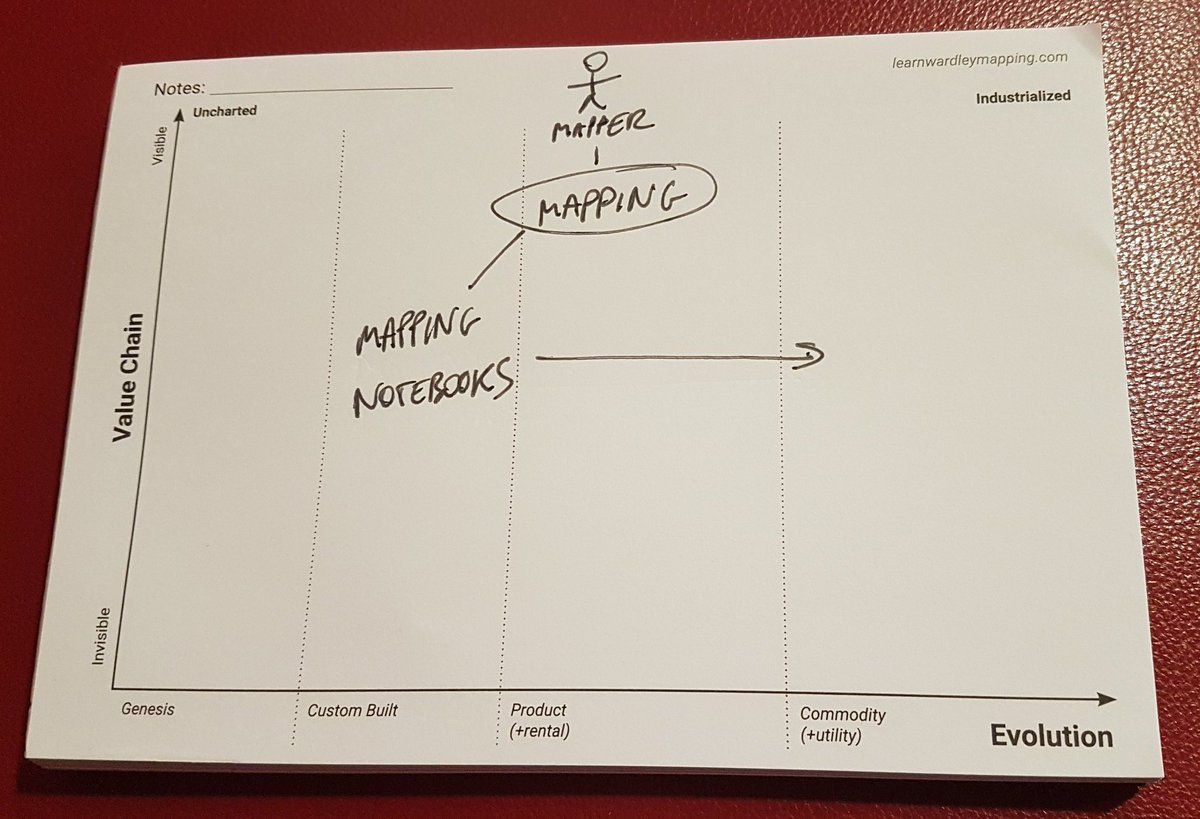 learnwardleymapping.com
Notes:
Uncharted
Industrialized
Visible
MAPPER
MAPPING
MAPPING
NOTEBOOKS
Value Chain
Invisible
Genesis
Custom Built
Product
(+rental)
Commodity
(+utility)
Evolution